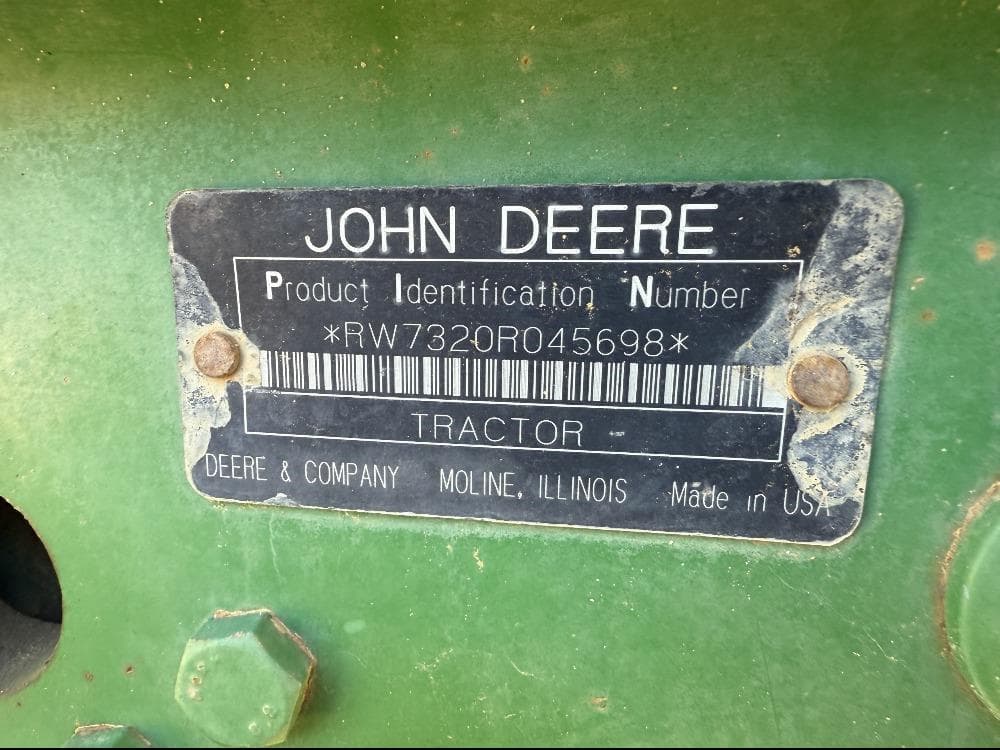 JOHN DEERE
Product Identification Number
*RW7320R045698*
TRACTOR
DEERE & COMPANY MOLINE, ILLINOIS Made in USA